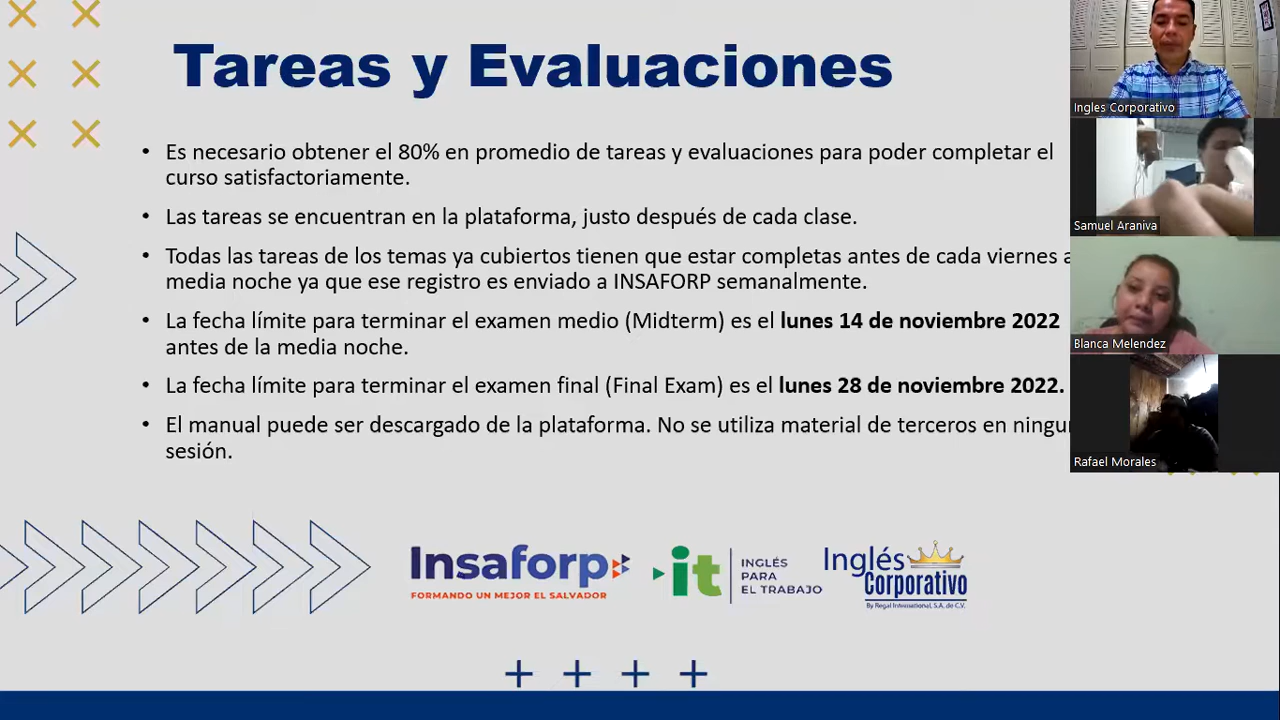 Tareas y Evaluaciones
• Es necesario obtener el 80% en promedio de tareas y evaluaciones para poder completar el
curso satisfactoriamente.
• Las tareas se encuentran en la plataforma, justo después de cada clase.
• Todas las tareas de los temas ya cubiertos tienen que estar completas antes de cada viernes a
media noche ya que ese registro es enviado a INSAFORP semanalmente.
• La fecha límite para terminar el examen medio (Midterm) es el lunes 14 de noviembre 2022
antes de la media noche.
• La fecha límite para terminar el examen final (Final Exam) es el lunes 28 de noviembre 2022.
• El manual puede ser descargado de la plataforma. No se utiliza material de terceros en
sesión.
Insaforp
FORMANDO UN MEJOR EL SALVADOR
it
INGLÉS
PARA
EL TRABAJO
Inglés
Corporativo
By Regal International, S.A. de C.V.
Ingles Corporativo
Samuel Araniva
Blanca Melendez
Rafael Morales